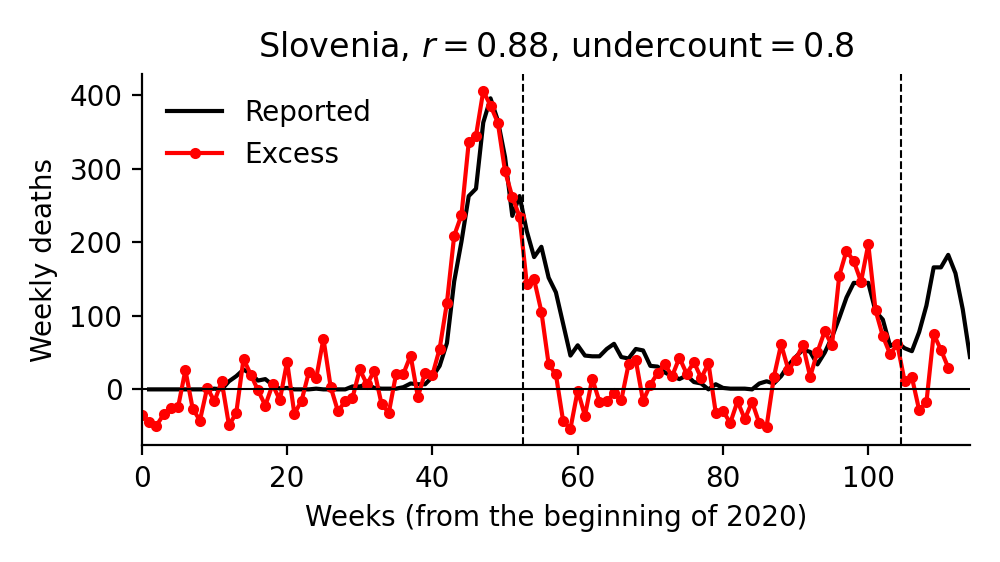 Slovenia, r = 0.88, undercount = 0.8
Weekly deaths
400
300
200
100
0
Reported
Excess
0 20 40 60 80 100
Weeks (from the beginning of 2020)